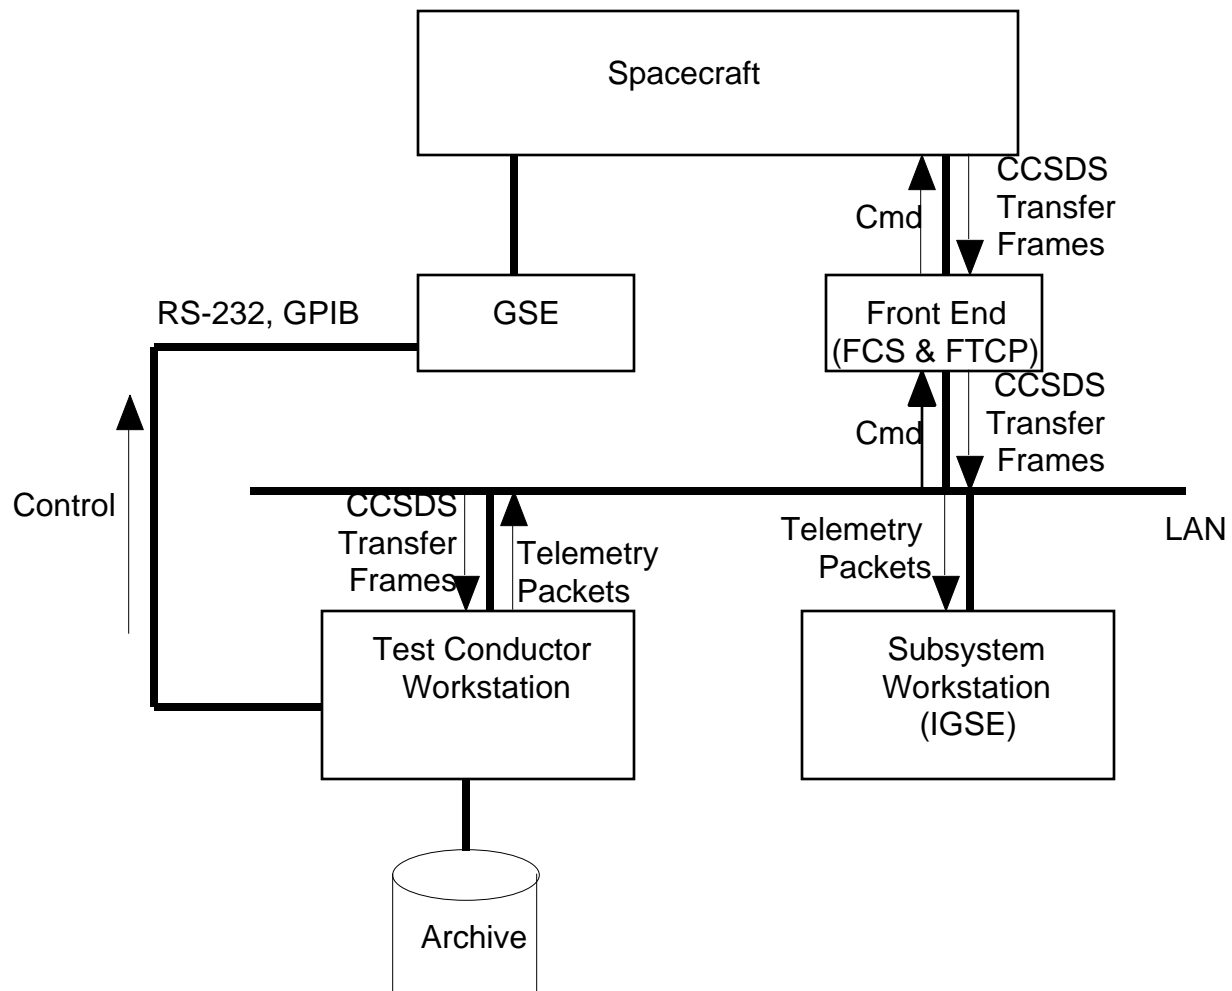 Spacecraft
CCSDS
Transfer
Frames
Cmd
RS-232, GPIB
GSE
Front End
(FCS & FTCP)
CCSDS
Transfer
Frames
Cmd
Control
LAN
CCSDS
Transfer
Frames
Telemetry
Packets
Telemetry
Packets
Test Conductor
Workstation
Subsystem
Workstation
(IGSE)
Archive